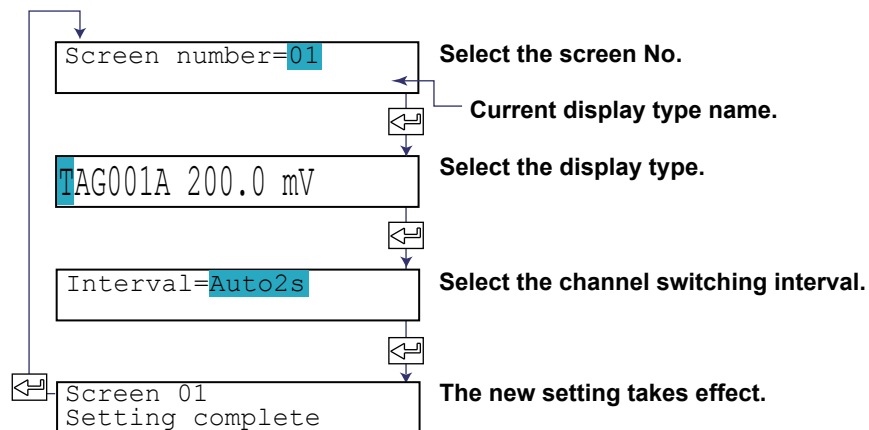 Screen number=01
Select the screen No.
Current display type name.
TAG001A 200.0 mV
Select the display type.
Interval=Auto2s
Select the channel switching interval.
Screen 01
Setting complete
The new setting takes effect.